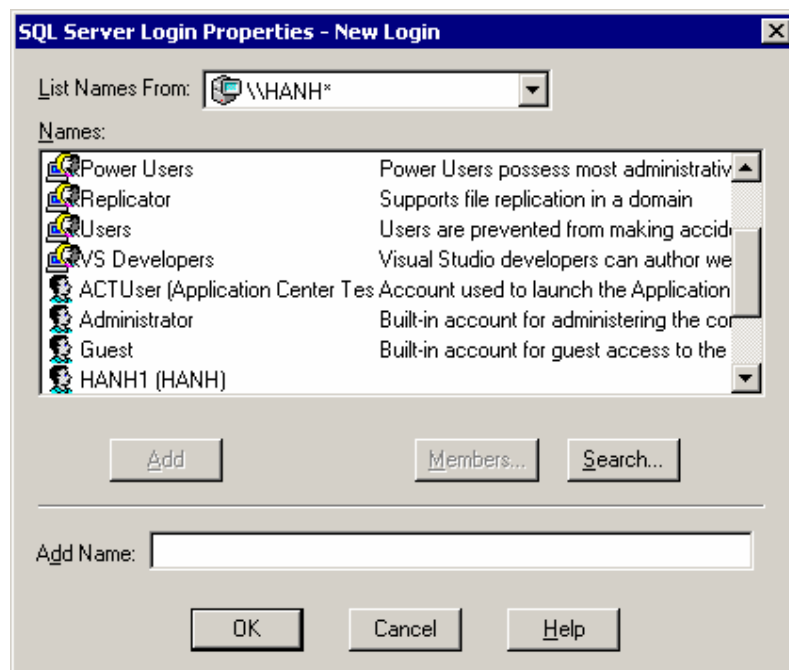 SQL Server Login Properties - New Login
List Names From: \\HANH*
Names:
Power Users Power Users possess most administrativ
Replicator Supports file replication in a domain
Users Users are prevented from making accid
VS Developers Visual Studio developers can author we
ACTUser (Application Center Tes Account used to launch the Application
Administrator Built-in account for administering the co
Guest Built-in account for guest access to the
HANH1 (HANH)
Add Members... Search...
Add Name:
OK Cancel Help